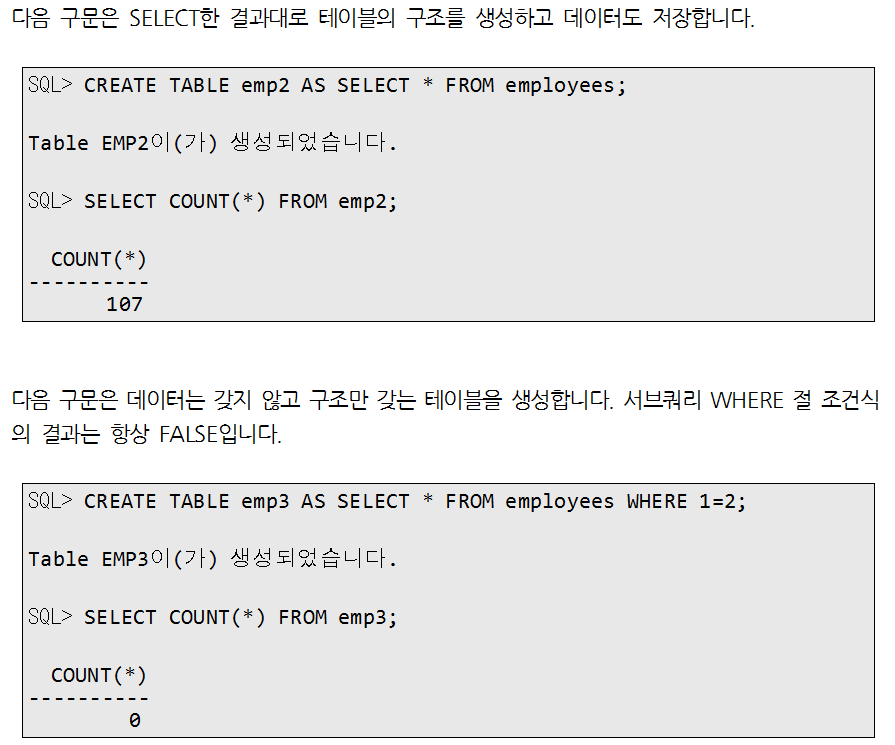 다음 구문은 SELECT한 결과대로 테이블의 구조를 생성하고 데이터도 저장합니다.
SQL> CREATE TABLE emp2 AS SELECT * FROM employees;
Table EMP2이(가) 생성되었습니다.
SQL> SELECT COUNT(*) FROM emp2;
COUNT(*)
----------
107
다음 구문은 데이터는 갖지 않고 구조만 갖는 테이블을 생성합니다. 서브쿼리 WHERE 절 조건식
의 결과는 항상 FALSE입니다.
SQL> CREATE TABLE emp3 AS SELECT * FROM employees WHERE 1=2;
Table EMP3이(가) 생성되었습니다.
SQL> SELECT COUNT(*) FROM emp3;
COUNT(*)
----------
0